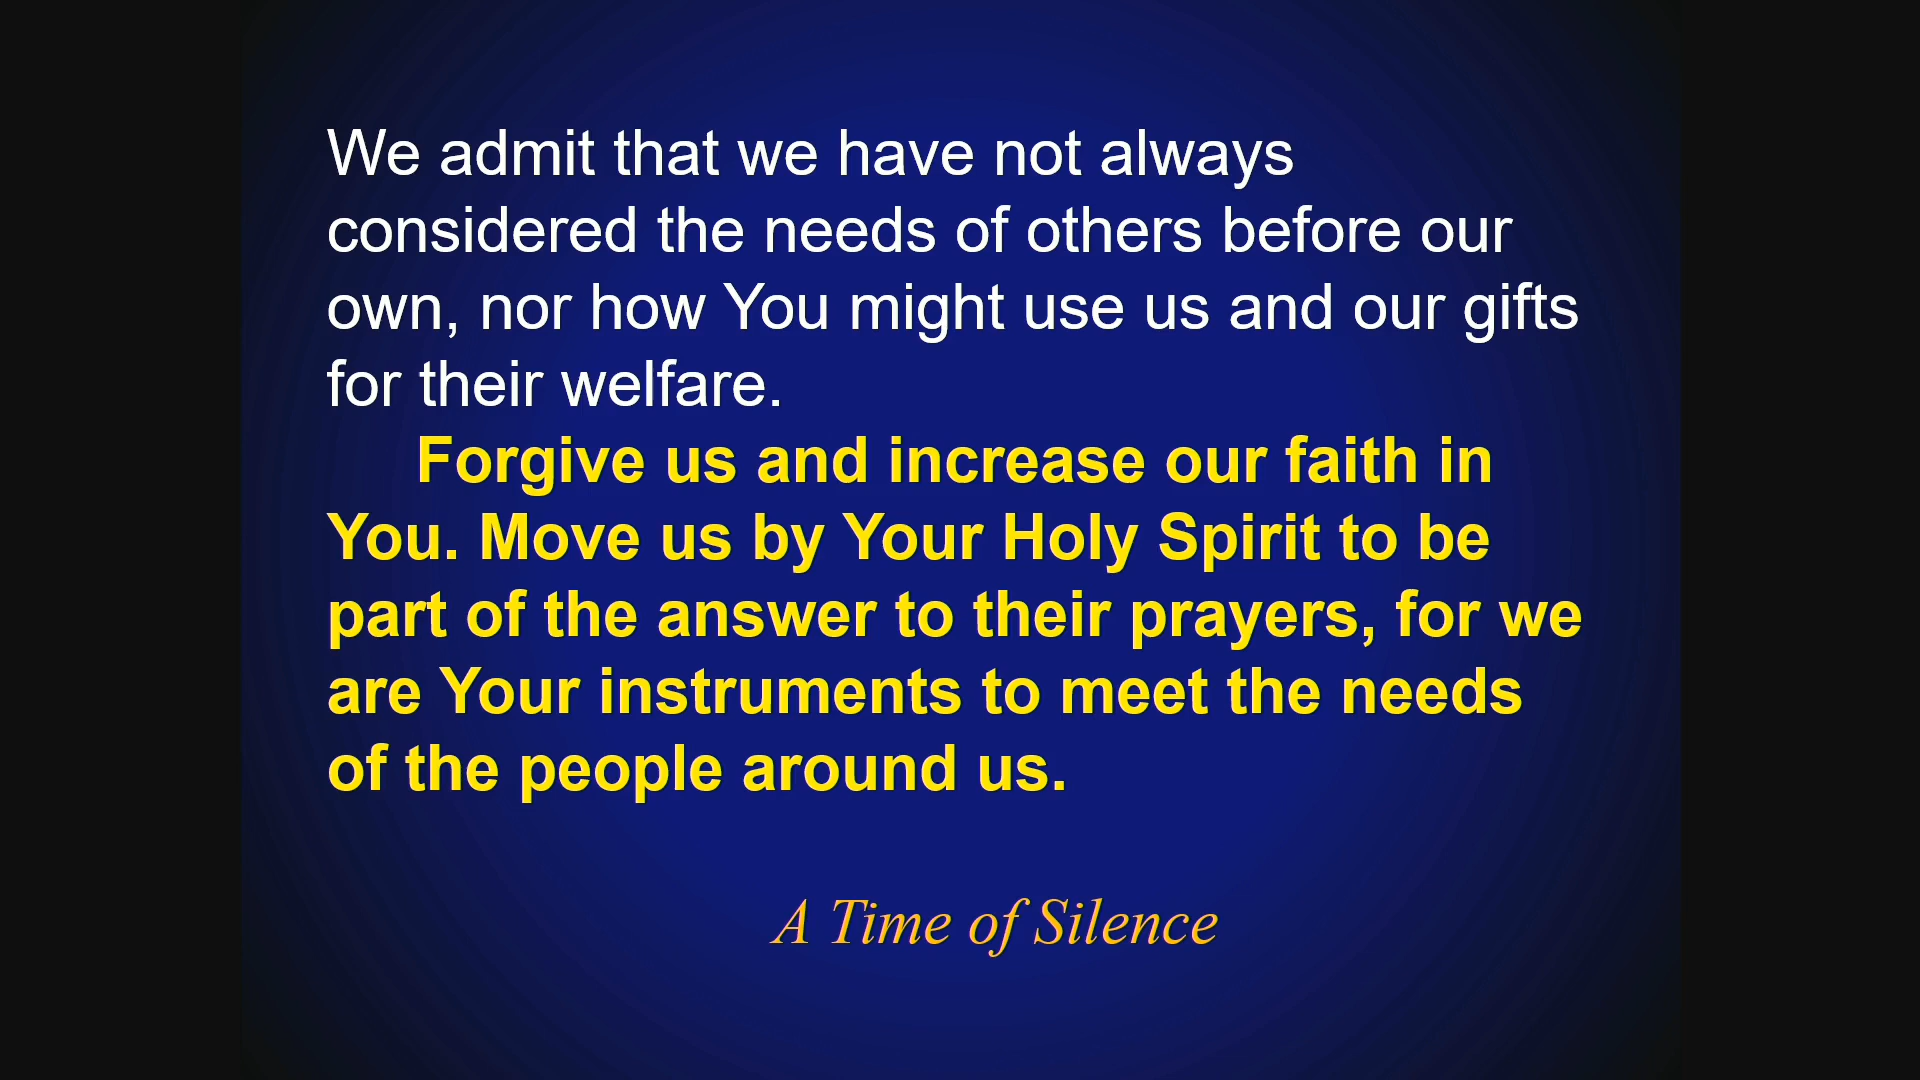 We admit that we have not always
considered the needs of others before our
own, nor how You might use us and our gifts
for their welfare.
Forgive us and increase our faith in
You. Move us by Your Holy Spirit to be
part of the answer to their prayers, for we
are Your instruments to meet the needs
of the people around us.
A Time of Silence